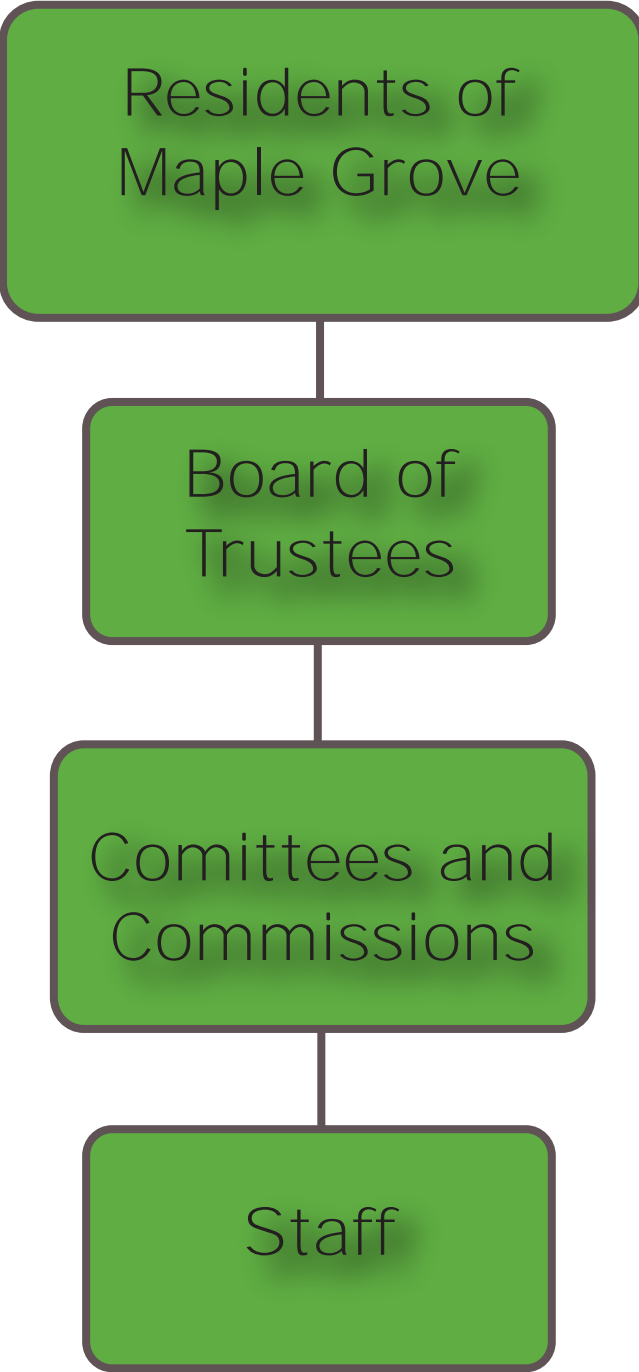 Residents of
Maple Grove
Board of
Trustees
Comittees and
Commissions
Staff